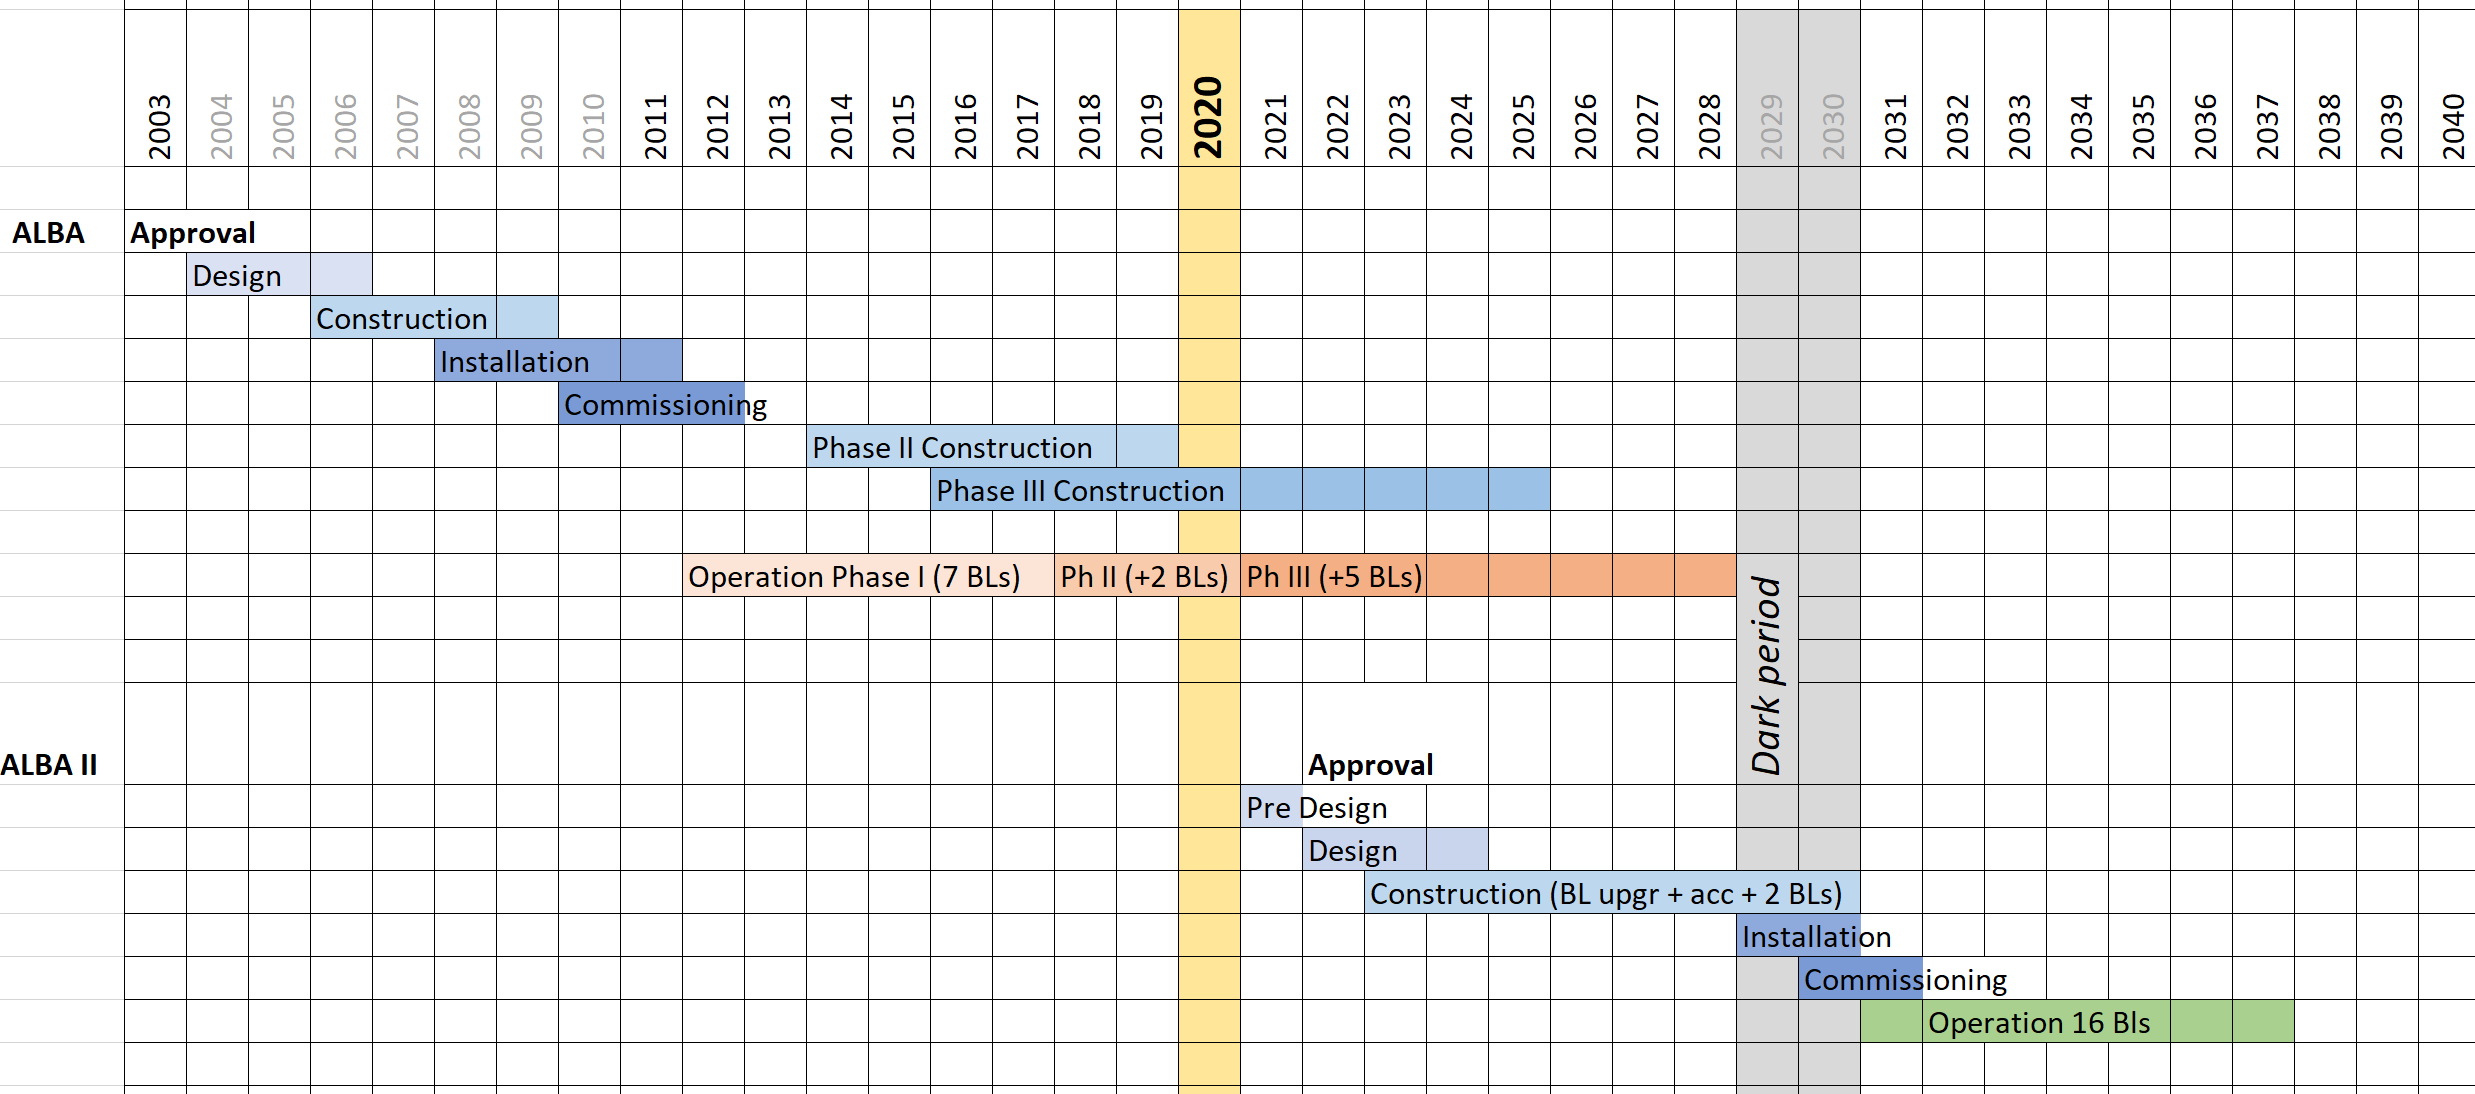 2003 2004 2005 2006 2007 2008 2009 2010 2011 2012 2013 2014 2015 2016 2017 2018 2019 2020 2021 2022 2023 2024 2025 2026 2027 2028 2029 2030 2031 2032 2033 2034 2035 2036 2037 2038 2039 2040
ALBA Approval
Design
Construction
Installation
Commissioning
Phase II Construction
Phase III Construction
Operation Phase I (7 BLs) Ph II (+2 BLs) Ph III (+5 BLs)
Dark period
ALBA II Approval
Pre Design
Design
Construction (BL upgr + acc + 2 BLs)
Installation
Commissioning
Operation 16 Bls